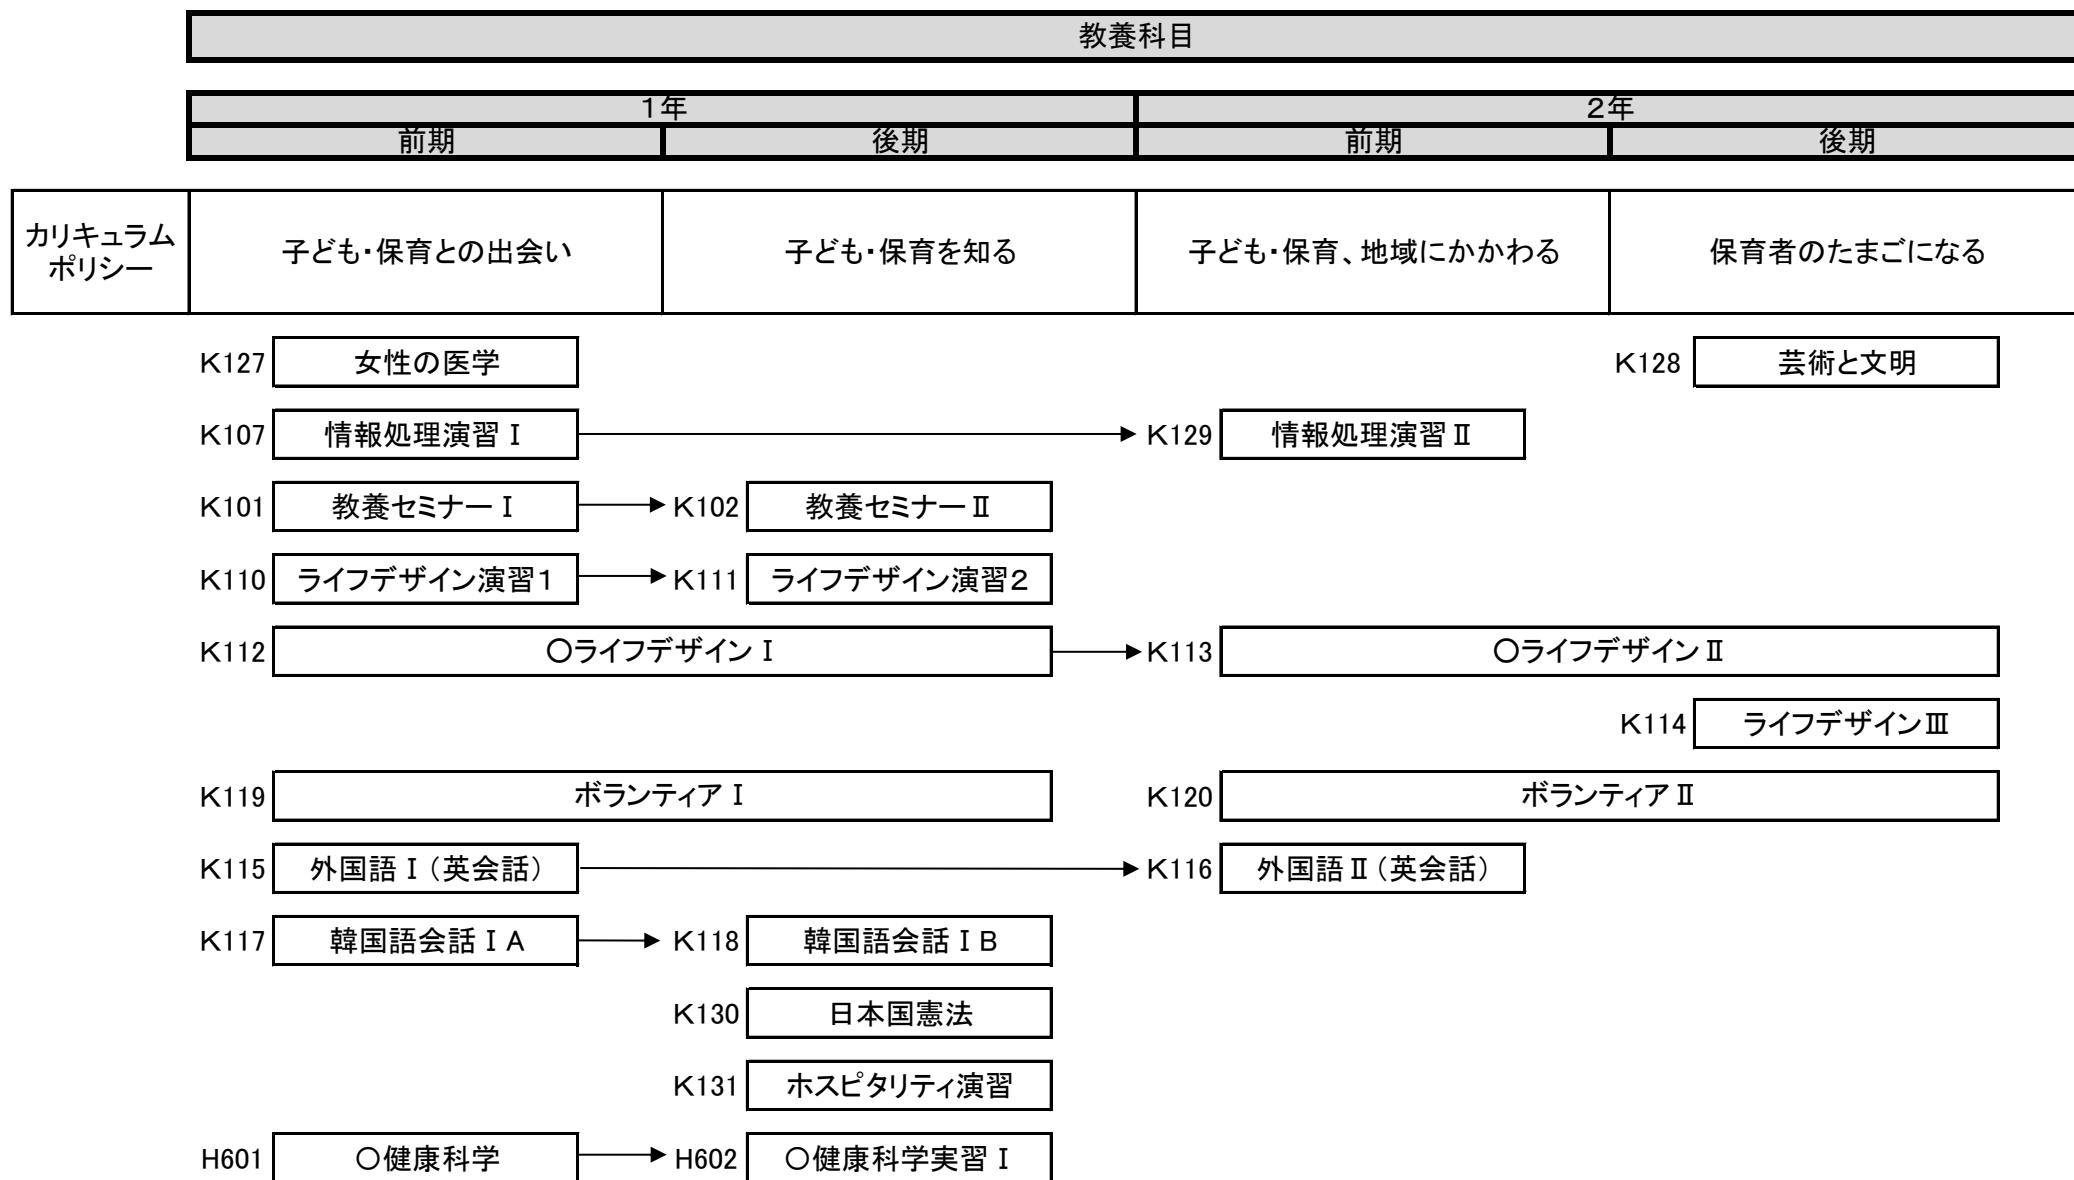 教養科目
１年 ２年
前期 後期 前期 後期
カリキュラム
ポリシー
子ども・保育との出会い 子ども・保育を知る 子ども・保育、地域にかかわる 保育者のたまごになる
K127 女性の医学 K128 芸術と文明
K107 情報処理演習Ⅰ K129 情報処理演習Ⅱ
K101 教養セミナーⅠ K102 教養セミナーⅡ
K110 ライフデザイン演習１ K111 ライフデザイン演習２
K112 〇ライフデザインⅠ K113 〇ライフデザインⅡ
K114 ライフデザインⅢ
K119 ボランティアⅠ K120 ボランティアⅡ
K115 外国語Ⅰ（英会話） K116 外国語Ⅱ（英会話）
K117 韓国語会話ⅠA K118 韓国語会話ⅠB
K130 日本国憲法
K131 ホスピタリティ演習
H601 〇健康科学 H602 〇健康科学実習Ⅰ